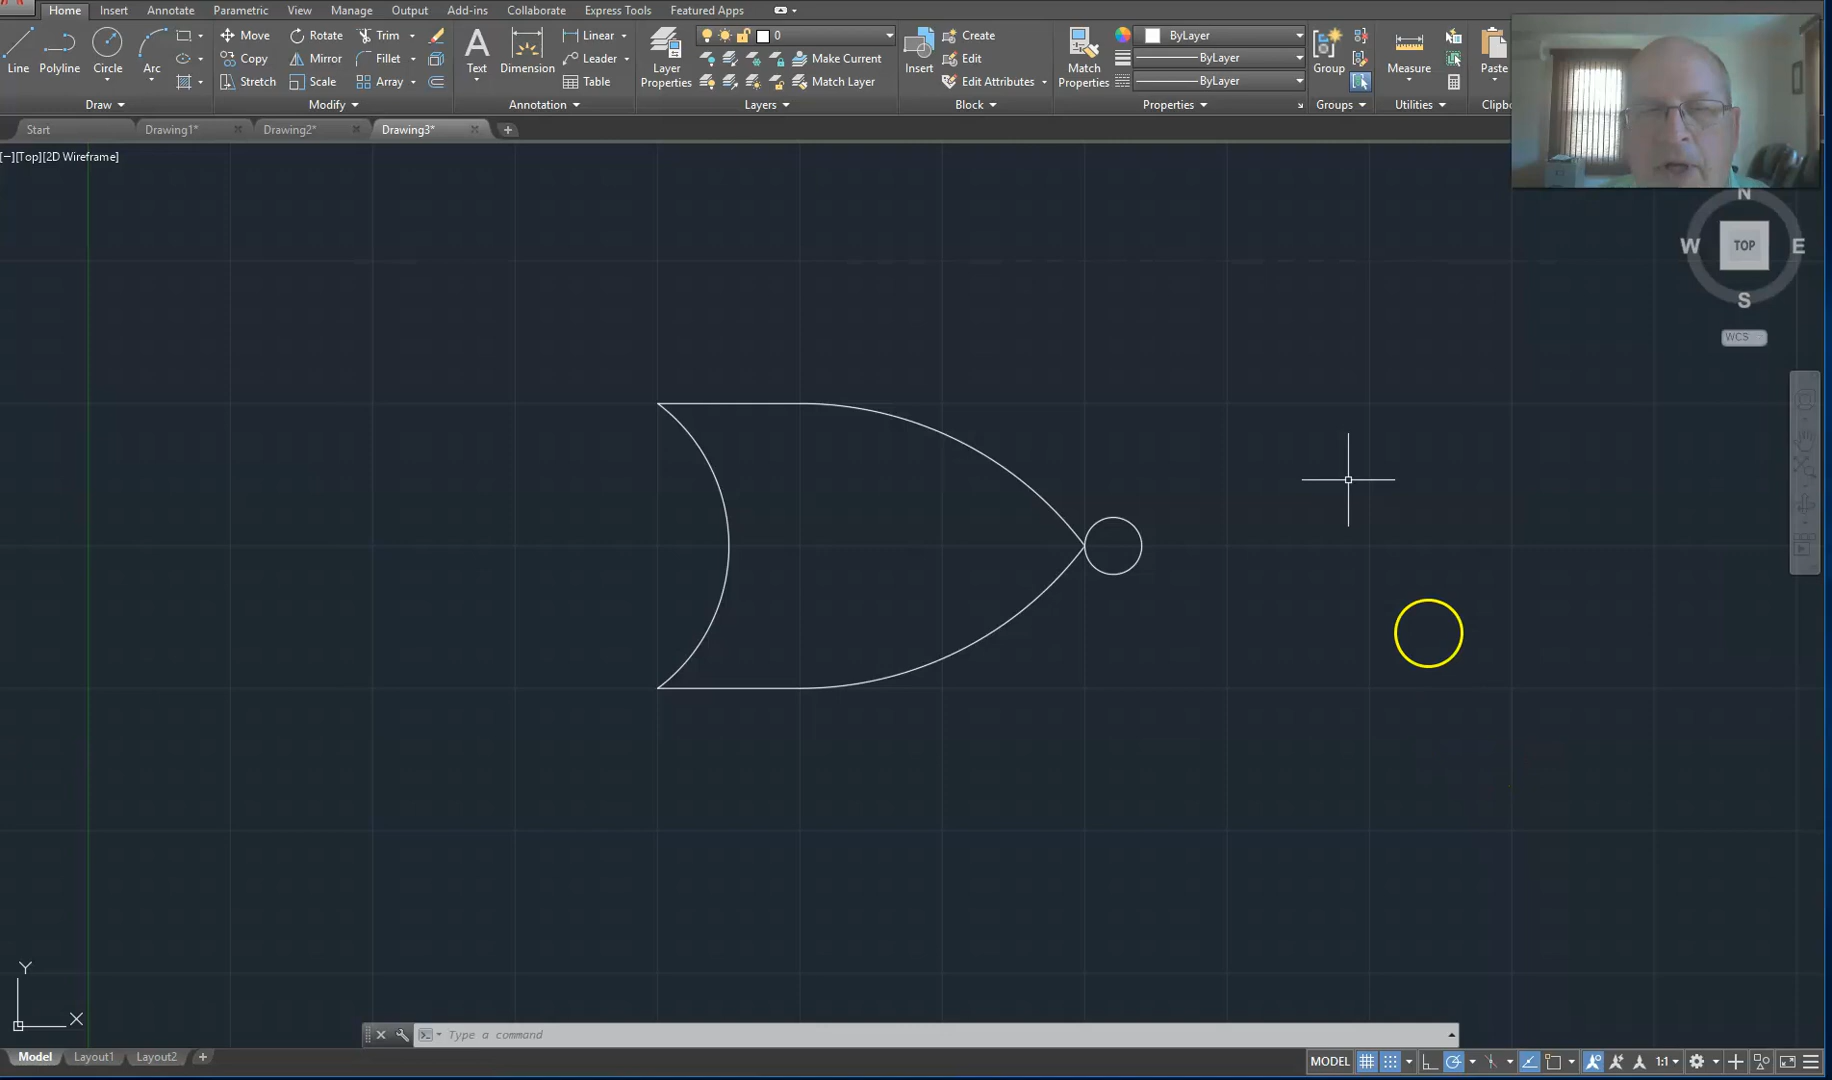 Home Insert Annotate Parametric View Manage Output Add-ins Collaborate Express Tools Featured Apps
Line Polyline Circle Arc
Move Rotate Trim
Copy Mirror Fillet
Stretch Scale Array
Text Dimension
Linear
Leader
Table
Layer Properties
0
Make Current
Match Layer
Insert
Create
Edit
Edit Attributes
Match Properties
ByLayer
ByLayer
ByLayer
Group
Measure
Paste
Draw Modify Annotation Layers Block Properties Groups Utilities Clipb
Start Drawing1* Drawing2* Drawing3*
[−][Top][2D Wireframe]
N
W TOP E
S
WCS
Y
X
Type a command
Model Layout1 Layout2
MODEL 1:1